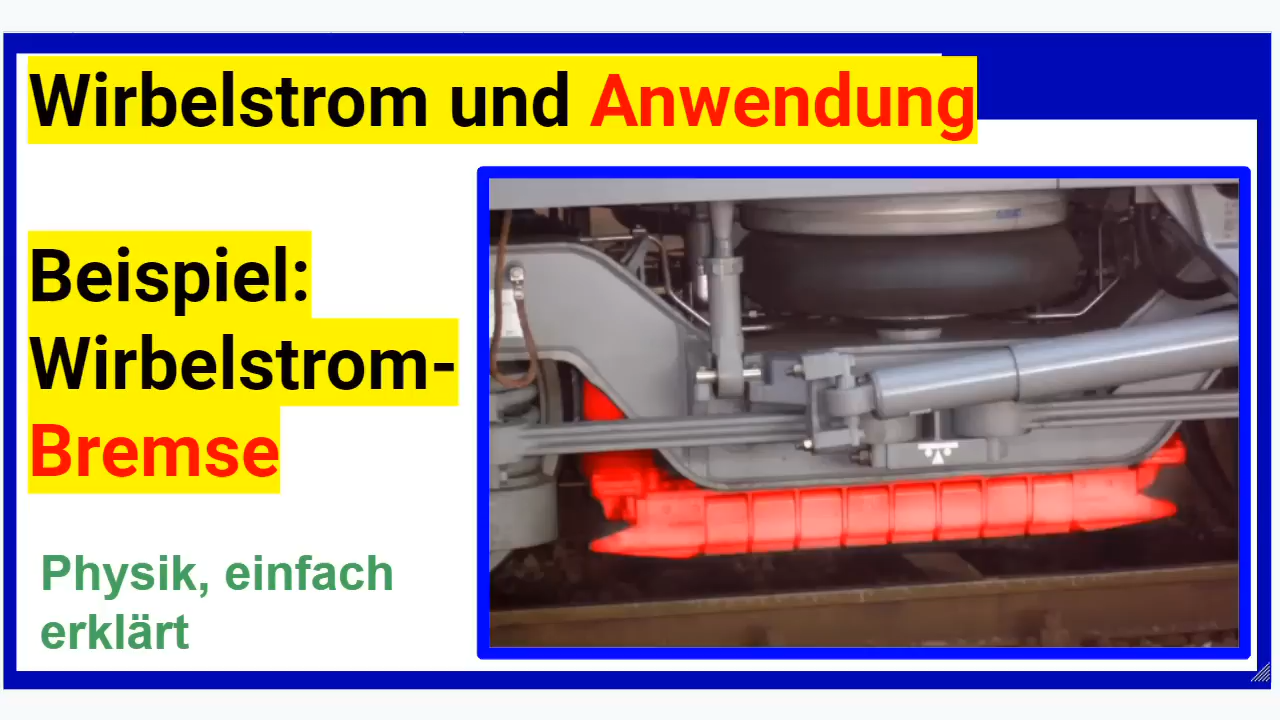 Wirbelstrom und Anwendung
Beispiel:
Wirbelstrom-
Bremse
Physik, einfach
erklärt